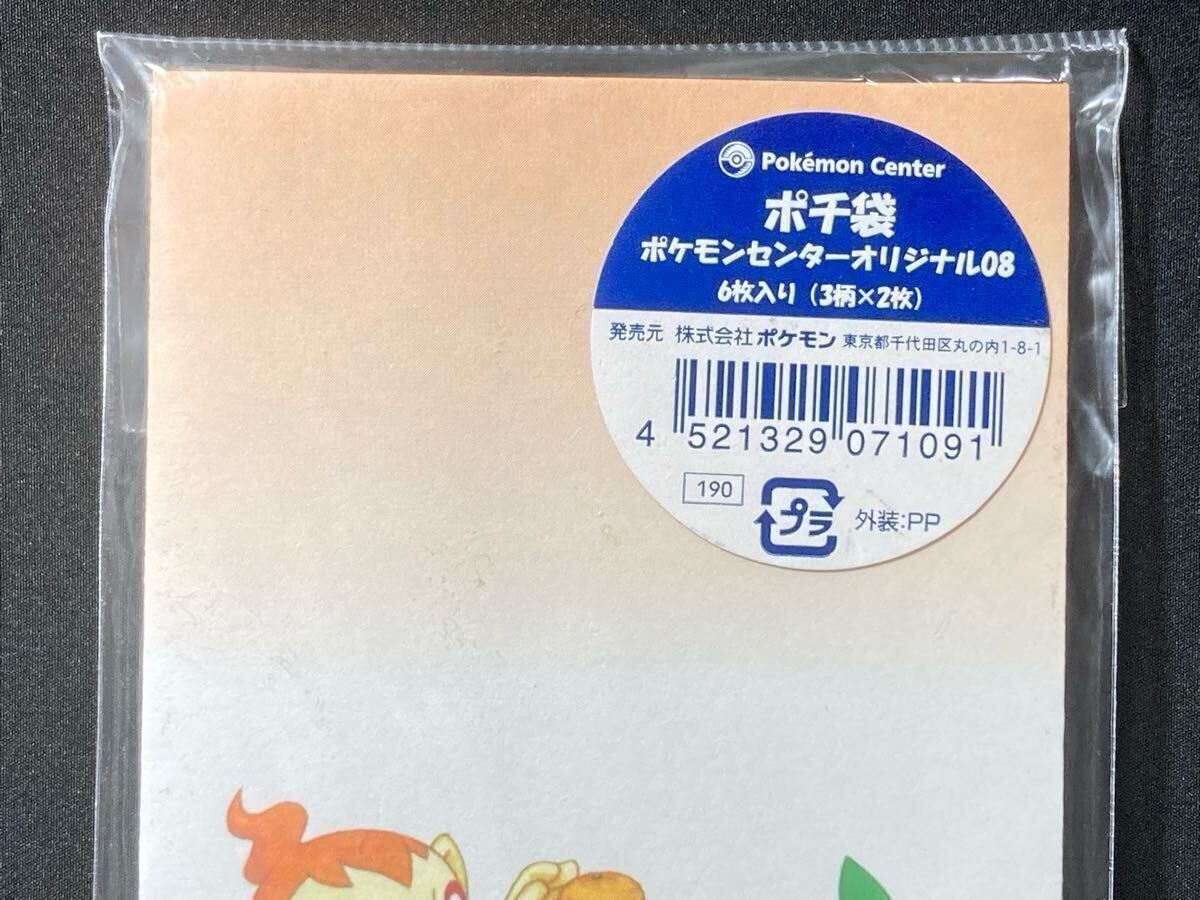 Pokémon Center
ポチ袋
ポケモンセンターオリジナル08
6枚入り（3柄×2枚）
発売元 株式会社ポケモン 東京都千代田区丸の内1-8-1
4 521329 071091
190
プラ 外装:PP